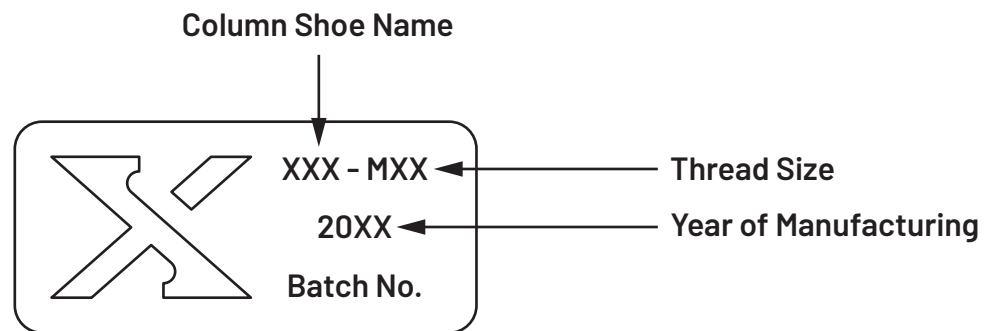 Column Shoe Name
XXX - MXX
Thread Size
20XX
Year of Manufacturing
Batch No.